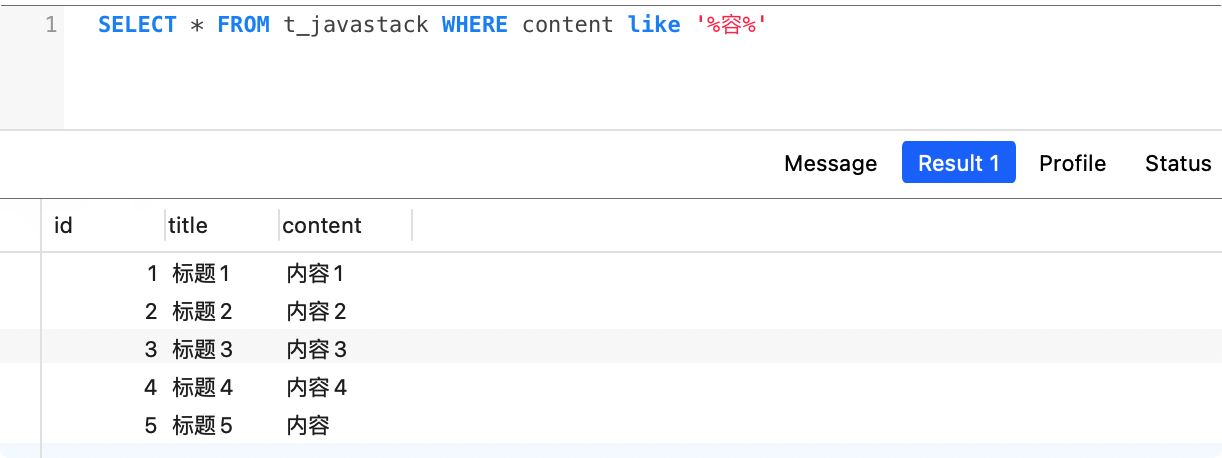 1 SELECT * FROM t_javastack WHERE content like '%容%'
Message Result 1 Profile Status
id title content
1 标题1 内容1
2 标题2 内容2
3 标题3 内容3
4 标题4 内容4
5 标题5 内容